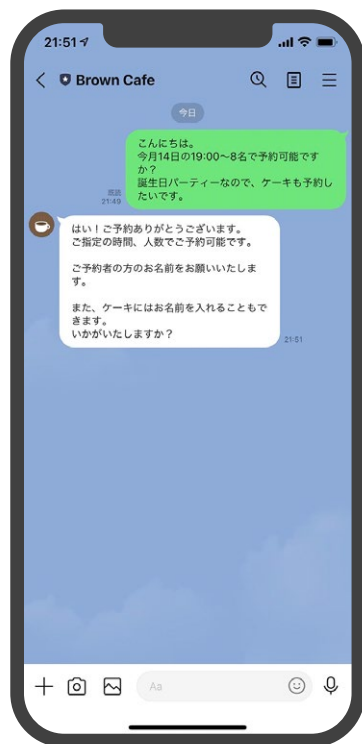 21:51
Brown Cafe
今日
こんにちは。
今月14日の19:00〜8名で予約可能です
か？
誕生日パーティーなので、ケーキも予約し
たいです。
既読
21:49
はい！ご予約ありがとうございます。
ご指定の時間、人数でご予約可能です。
ご予約者の方のお名前をお願いいたしま
す。
また、ケーキにはお名前を入れることもで
きます。
いかがいたしますか？
21:51
Aa